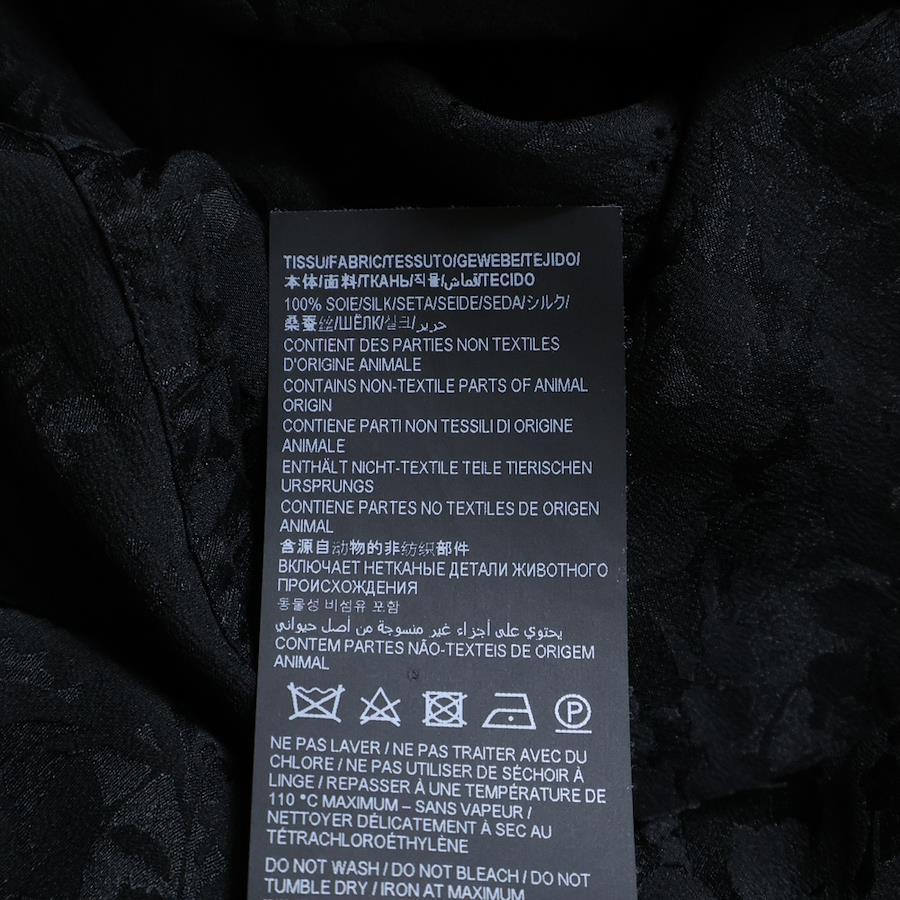 TISSU/FABRIC/TESSUTO/GEWEBE/TEJIDO/
本体/面料/ТКАНЬ/직물/قماش/TECIDO
100% SOIE/SILK/SETA/SEIDE/SEDA/シルク/
桑蚕丝/ШЁЛК/실크/حرير
CONTIENT DES PARTIES NON TEXTILES
D'ORIGINE ANIMALE
CONTAINS NON-TEXTILE PARTS OF ANIMAL
ORIGIN
CONTIENE PARTI NON TESSILI DI ORIGINE
ANIMALE
ENTHÄLT NICHT-TEXTILE TEILE TIERISCHEN
URSPRUNGS
CONTIENE PARTES NO TEXTILES DE ORIGEN
ANIMAL
含源自动物的非纺织部件
ВКЛЮЧАЕТ НЕТКАНЫЕ ДЕТАЛИ ЖИВОТНОГО
ПРОИСХОЖДЕНИЯ
동물성 비섬유 포함
يحتوي على أجزاء غير منسوجة من أصل حيواني
CONTEM PARTES NÃO-TEXTEIS DE ORIGEM
ANIMAL
P
NE PAS LAVER / NE PAS TRAITER AVEC DU
CHLORE / NE PAS UTILISER DE SÉCHOIR À
LINGE / REPASSER À UNE TEMPÉRATURE DE
110 °C MAXIMUM – SANS VAPEUR /
NETTOYER DÉLICATEMENT À SEC AU
TÉTRACHLOROÉTHYLÈNE
DO NOT WASH / DO NOT BLEACH / DO NOT
TUMBLE DRY / IRON AT MAXIMUM